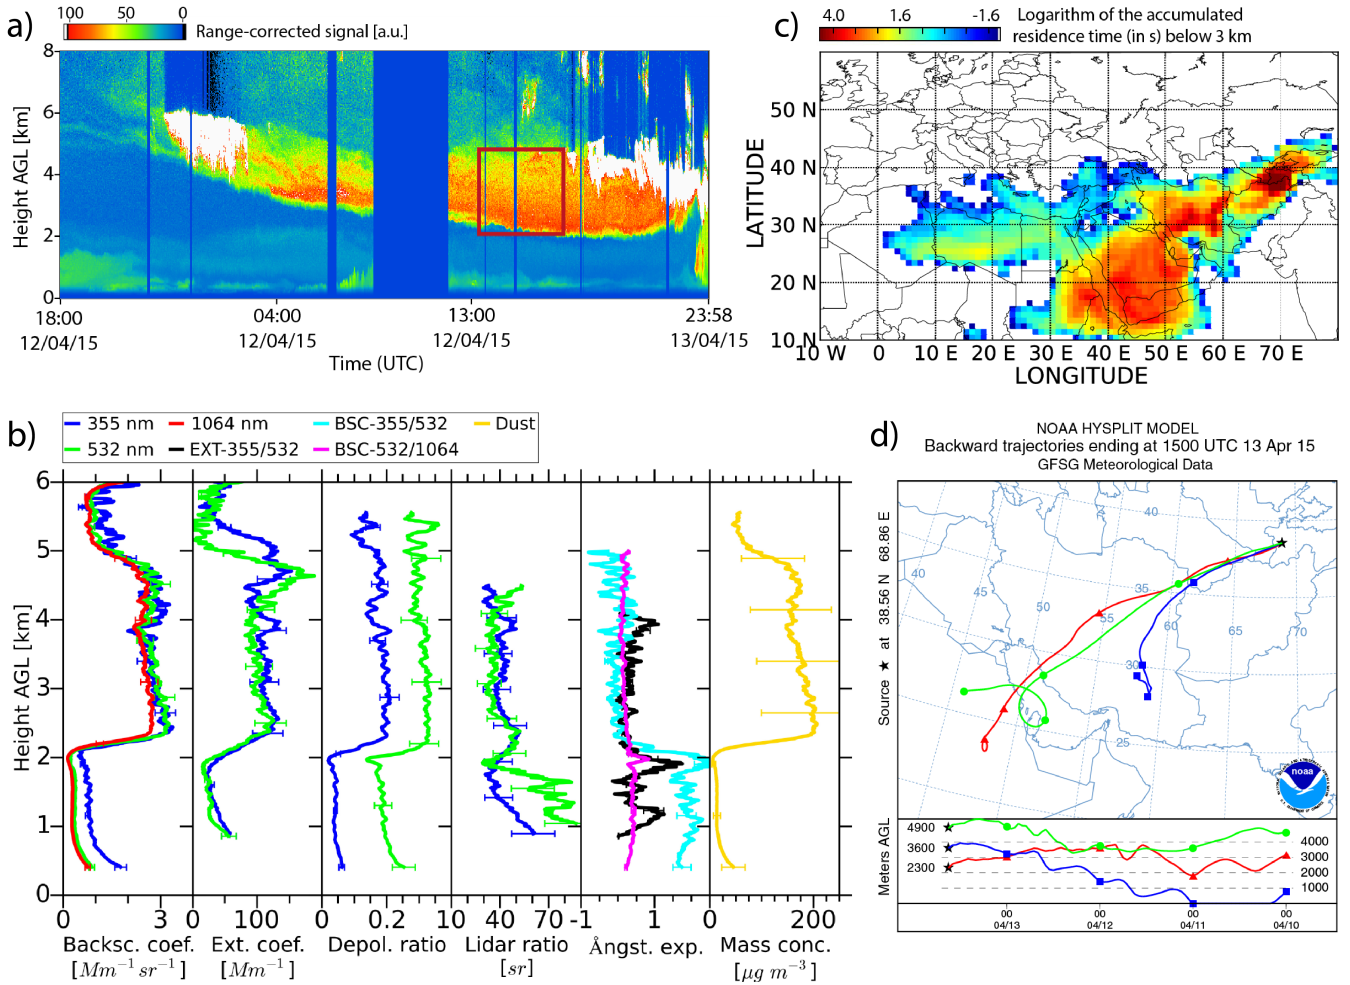 a)
100 50 0
Range-corrected signal [a.u.]
Height AGL [km]
8
6
4
2
0
18:00 04:00 13:00 23:58
12/04/15 12/04/15 12/04/15 13/04/15
Time (UTC)
c)
4.0 1.6 -1.6
Logarithm of the accumulated
residence time (in s) below 3 km
LATITUDE
50 N
40 N
30 N
20 N
10 N
10 W 0 10 E 20 E 30 E 40 E 50 E 60 E 70 E
LONGITUDE
b)
355 nm 1064 nm BSC-355/532 Dust
532 nm EXT-355/532 BSC-532/1064
Height AGL [km]
6
5
4
3
2
1
0
0 3 0 100 0 0.2 10 40 70 -1 1 0 200
Backsc. coef. Ext. coef. Depol. ratio Lidar ratio Ångst. exp. Mass conc.
[Mm⁻¹ sr⁻¹] [Mm⁻¹] [sr] [μg m⁻³]
d)
NOAA HYSPLIT MODEL
Backward trajectories ending at 1500 UTC 13 Apr 15
GFSG Meteorological Data
Source ★ at 38.56 N 68.86 E
40
40
45
50
35
55
60
65
70
30
25
noaa
Meters AGL
4900
3600
2300
4000
3000
2000
1000
00 00 00 00
04/13 04/12 04/11 04/10